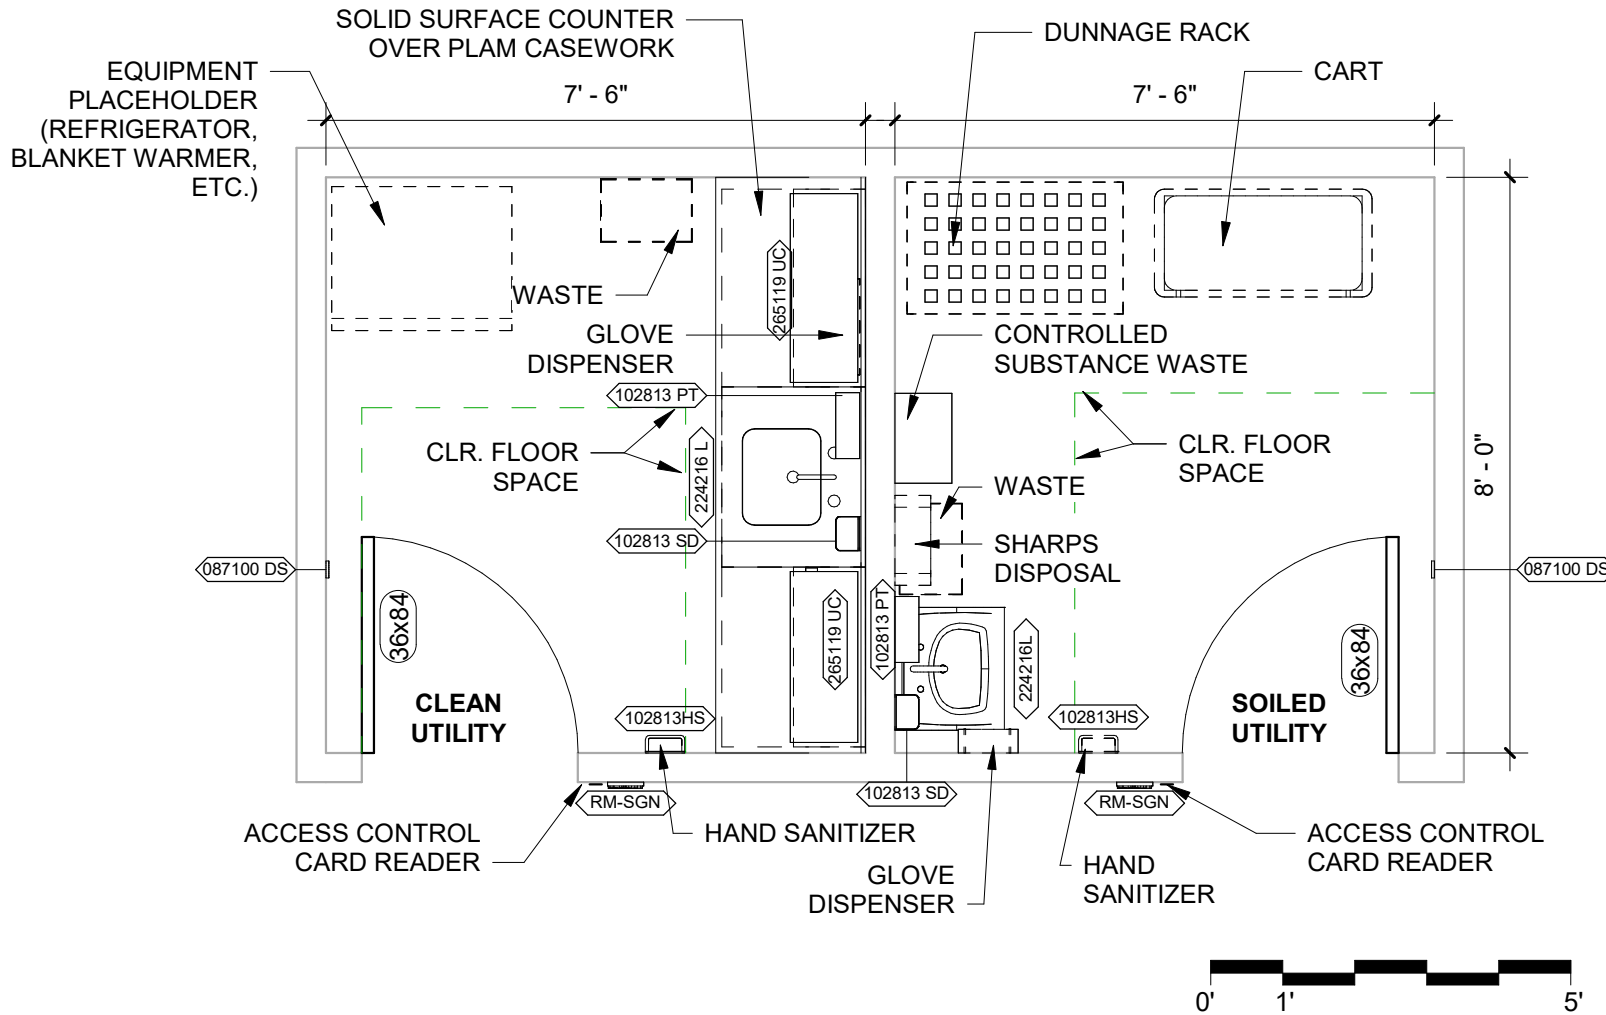 SOLID SURFACE COUNTER
OVER PLAM CASEWORK
DUNNAGE RACK
EQUIPMENT
PLACEHOLDER
(REFRIGERATOR,
BLANKET WARMER,
ETC.)
CART
7' - 6"
7' - 6"
265119 UC
WASTE
GLOVE
DISPENSER
CONTROLLED
SUBSTANCE WASTE
102813 PT
CLR. FLOOR
SPACE
224216 L
CLR. FLOOR
SPACE
8' - 0"
WASTE
102813 SD
SHARPS
DISPOSAL
087100 DS
087100 DS
36x84
265119 UC
102813 PT
224216L
36x84
CLEAN
UTILITY
SOILED
UTILITY
102813HS
102813HS
RM-SGN
102813 SD
RM-SGN
ACCESS CONTROL
CARD READER
HAND SANITIZER
GLOVE
DISPENSER
HAND
SANITIZER
ACCESS CONTROL
CARD READER
0' 1' 5'